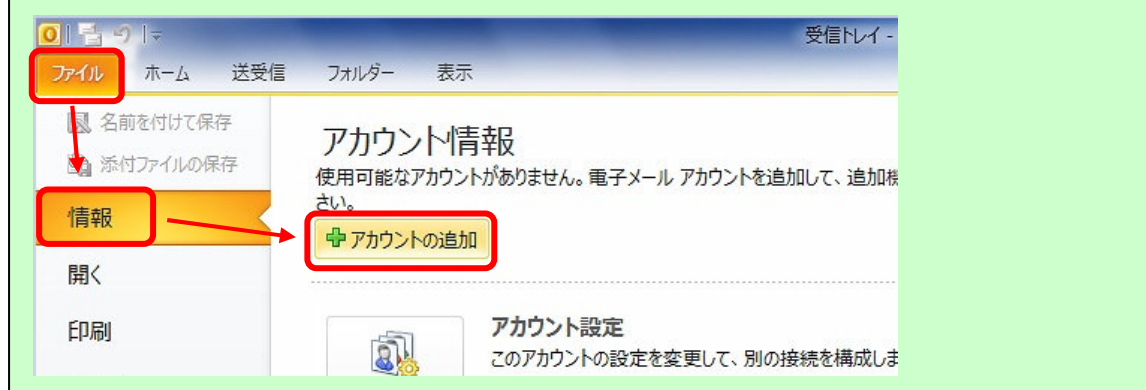 受信トレイ -
ファイル ホーム 送受信 フォルダー 表示
名前を付けて保存
添付ファイルの保存
情報
開く
印刷
アカウント情報
使用可能なアカウントがありません。電子メール アカウントを追加して、追加機
さい。
アカウントの追加
アカウント設定
このアカウントの設定を変更して、別の接続を構成しま